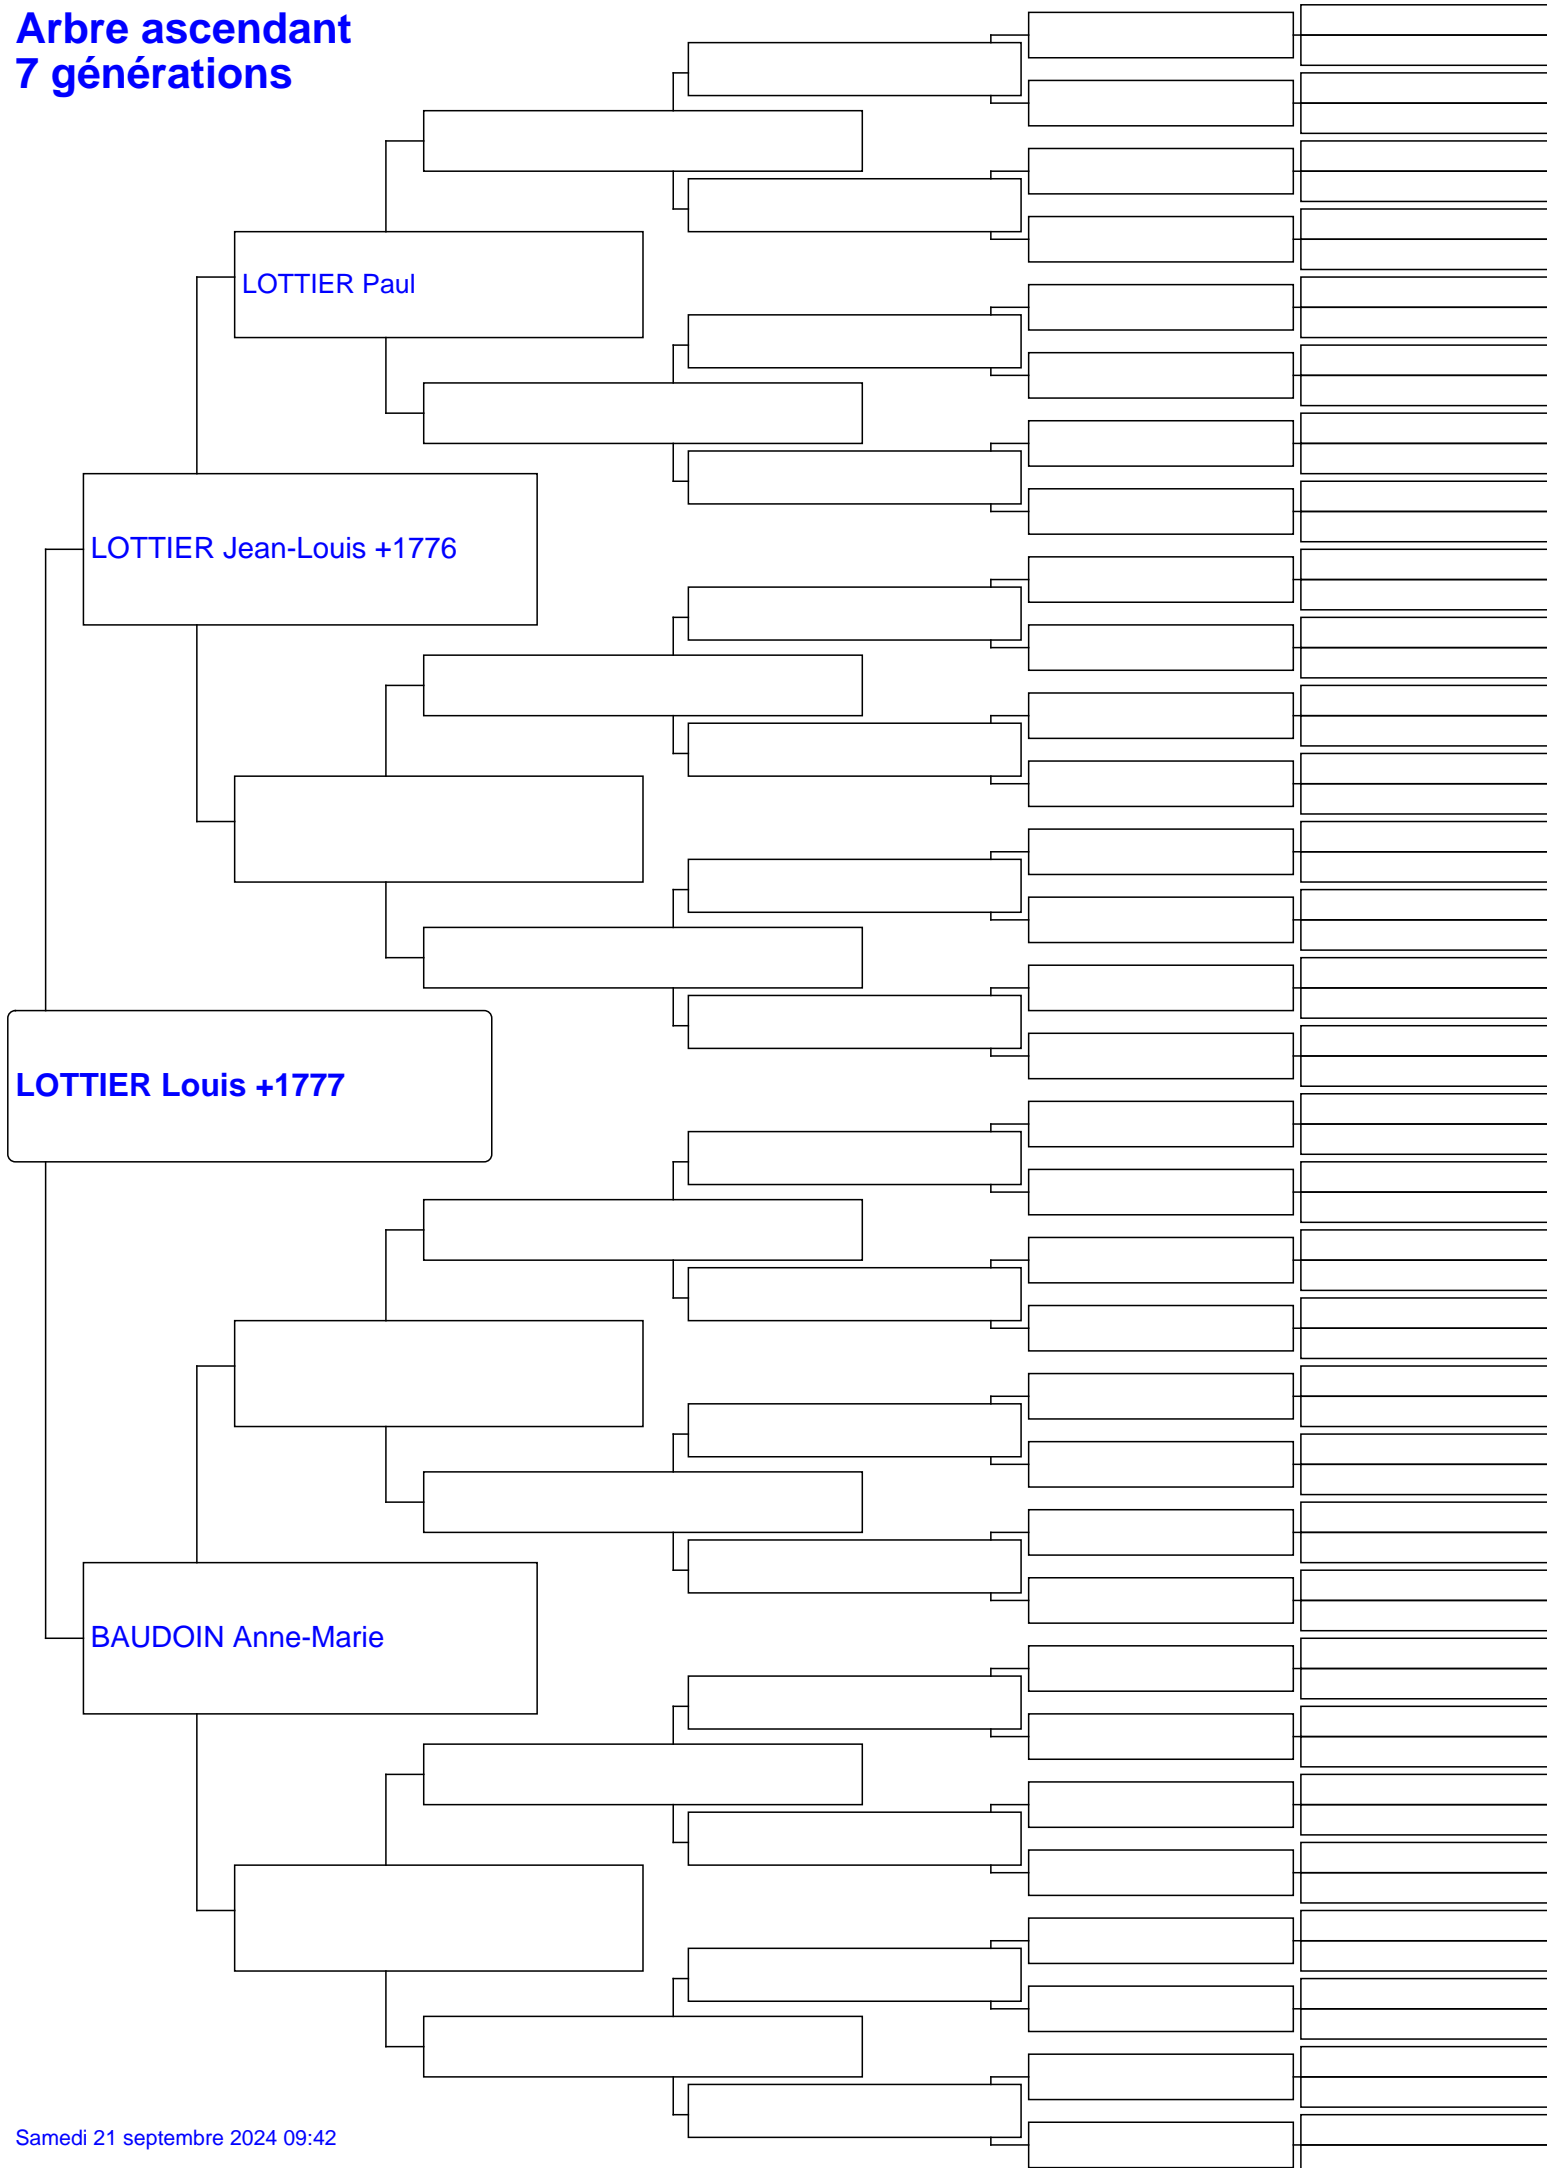 Arbre ascendant
7 générations
LOTTIER Paul
LOTTIER Jean-Louis +1776
LOTTIER Louis +1777
BAUDOIN Anne-Marie
Samedi 21 septembre 2024 09:42